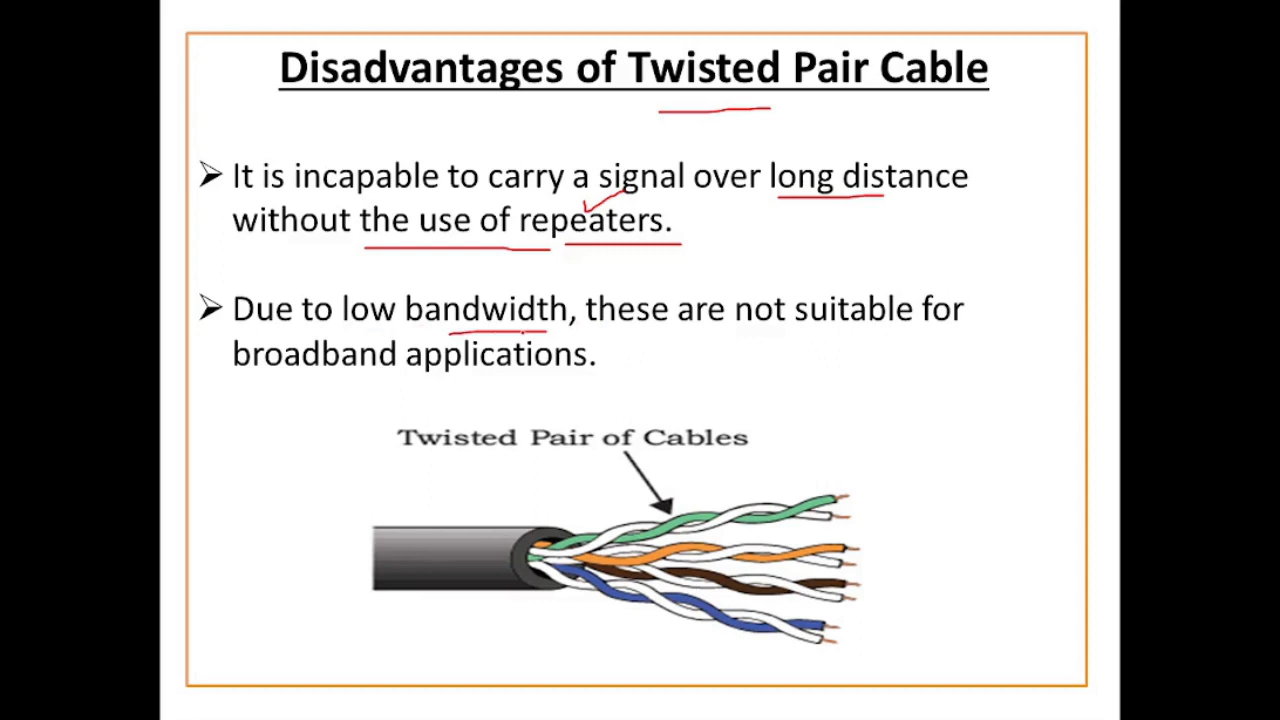 Disadvantages of Twisted Pair Cable
It is incapable to carry a signal over long distance
without the use of repeaters.
Due to low bandwidth, these are not suitable for
broadband applications.
Twisted Pair of Cables